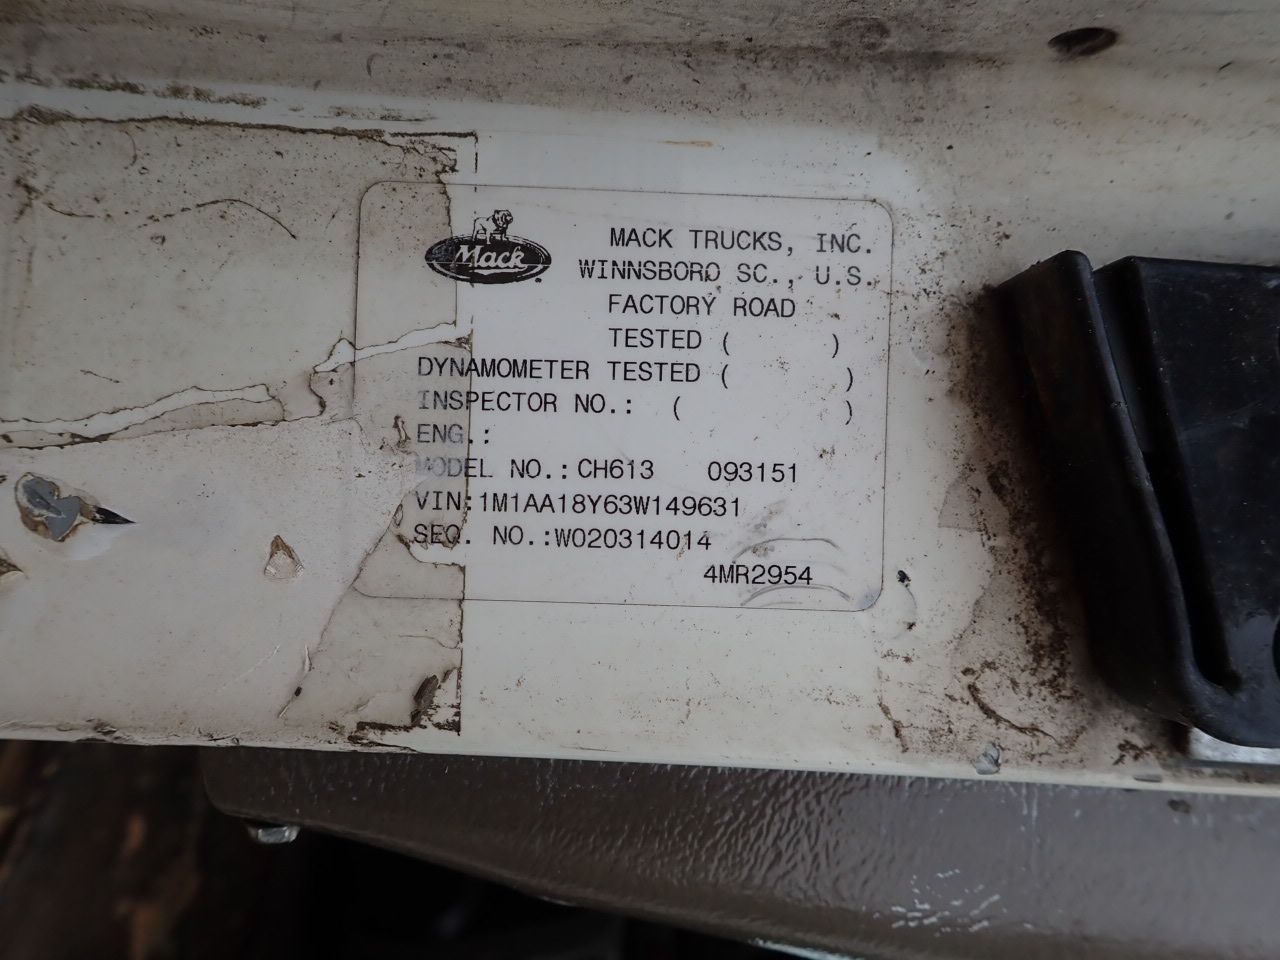 Mack
MACK TRUCKS, INC.
WINNSBORO SC., U.S.
FACTORY ROAD
TESTED ( )
DYNAMOMETER TESTED ( )
INSPECTOR NO.: ( )
ENG.:
MODEL NO.: CH613 093151
VIN:1M1AA18Y63W149631
SEQ. NO.:W020314014
4MR2954